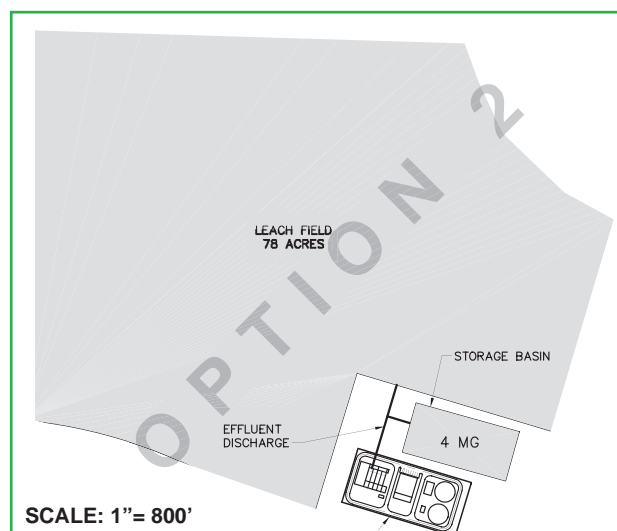 OPTION 2
LEACH FIELD
78 ACRES
STORAGE BASIN
EFFLUENT
DISCHARGE
4 MG
SCALE: 1"= 800'